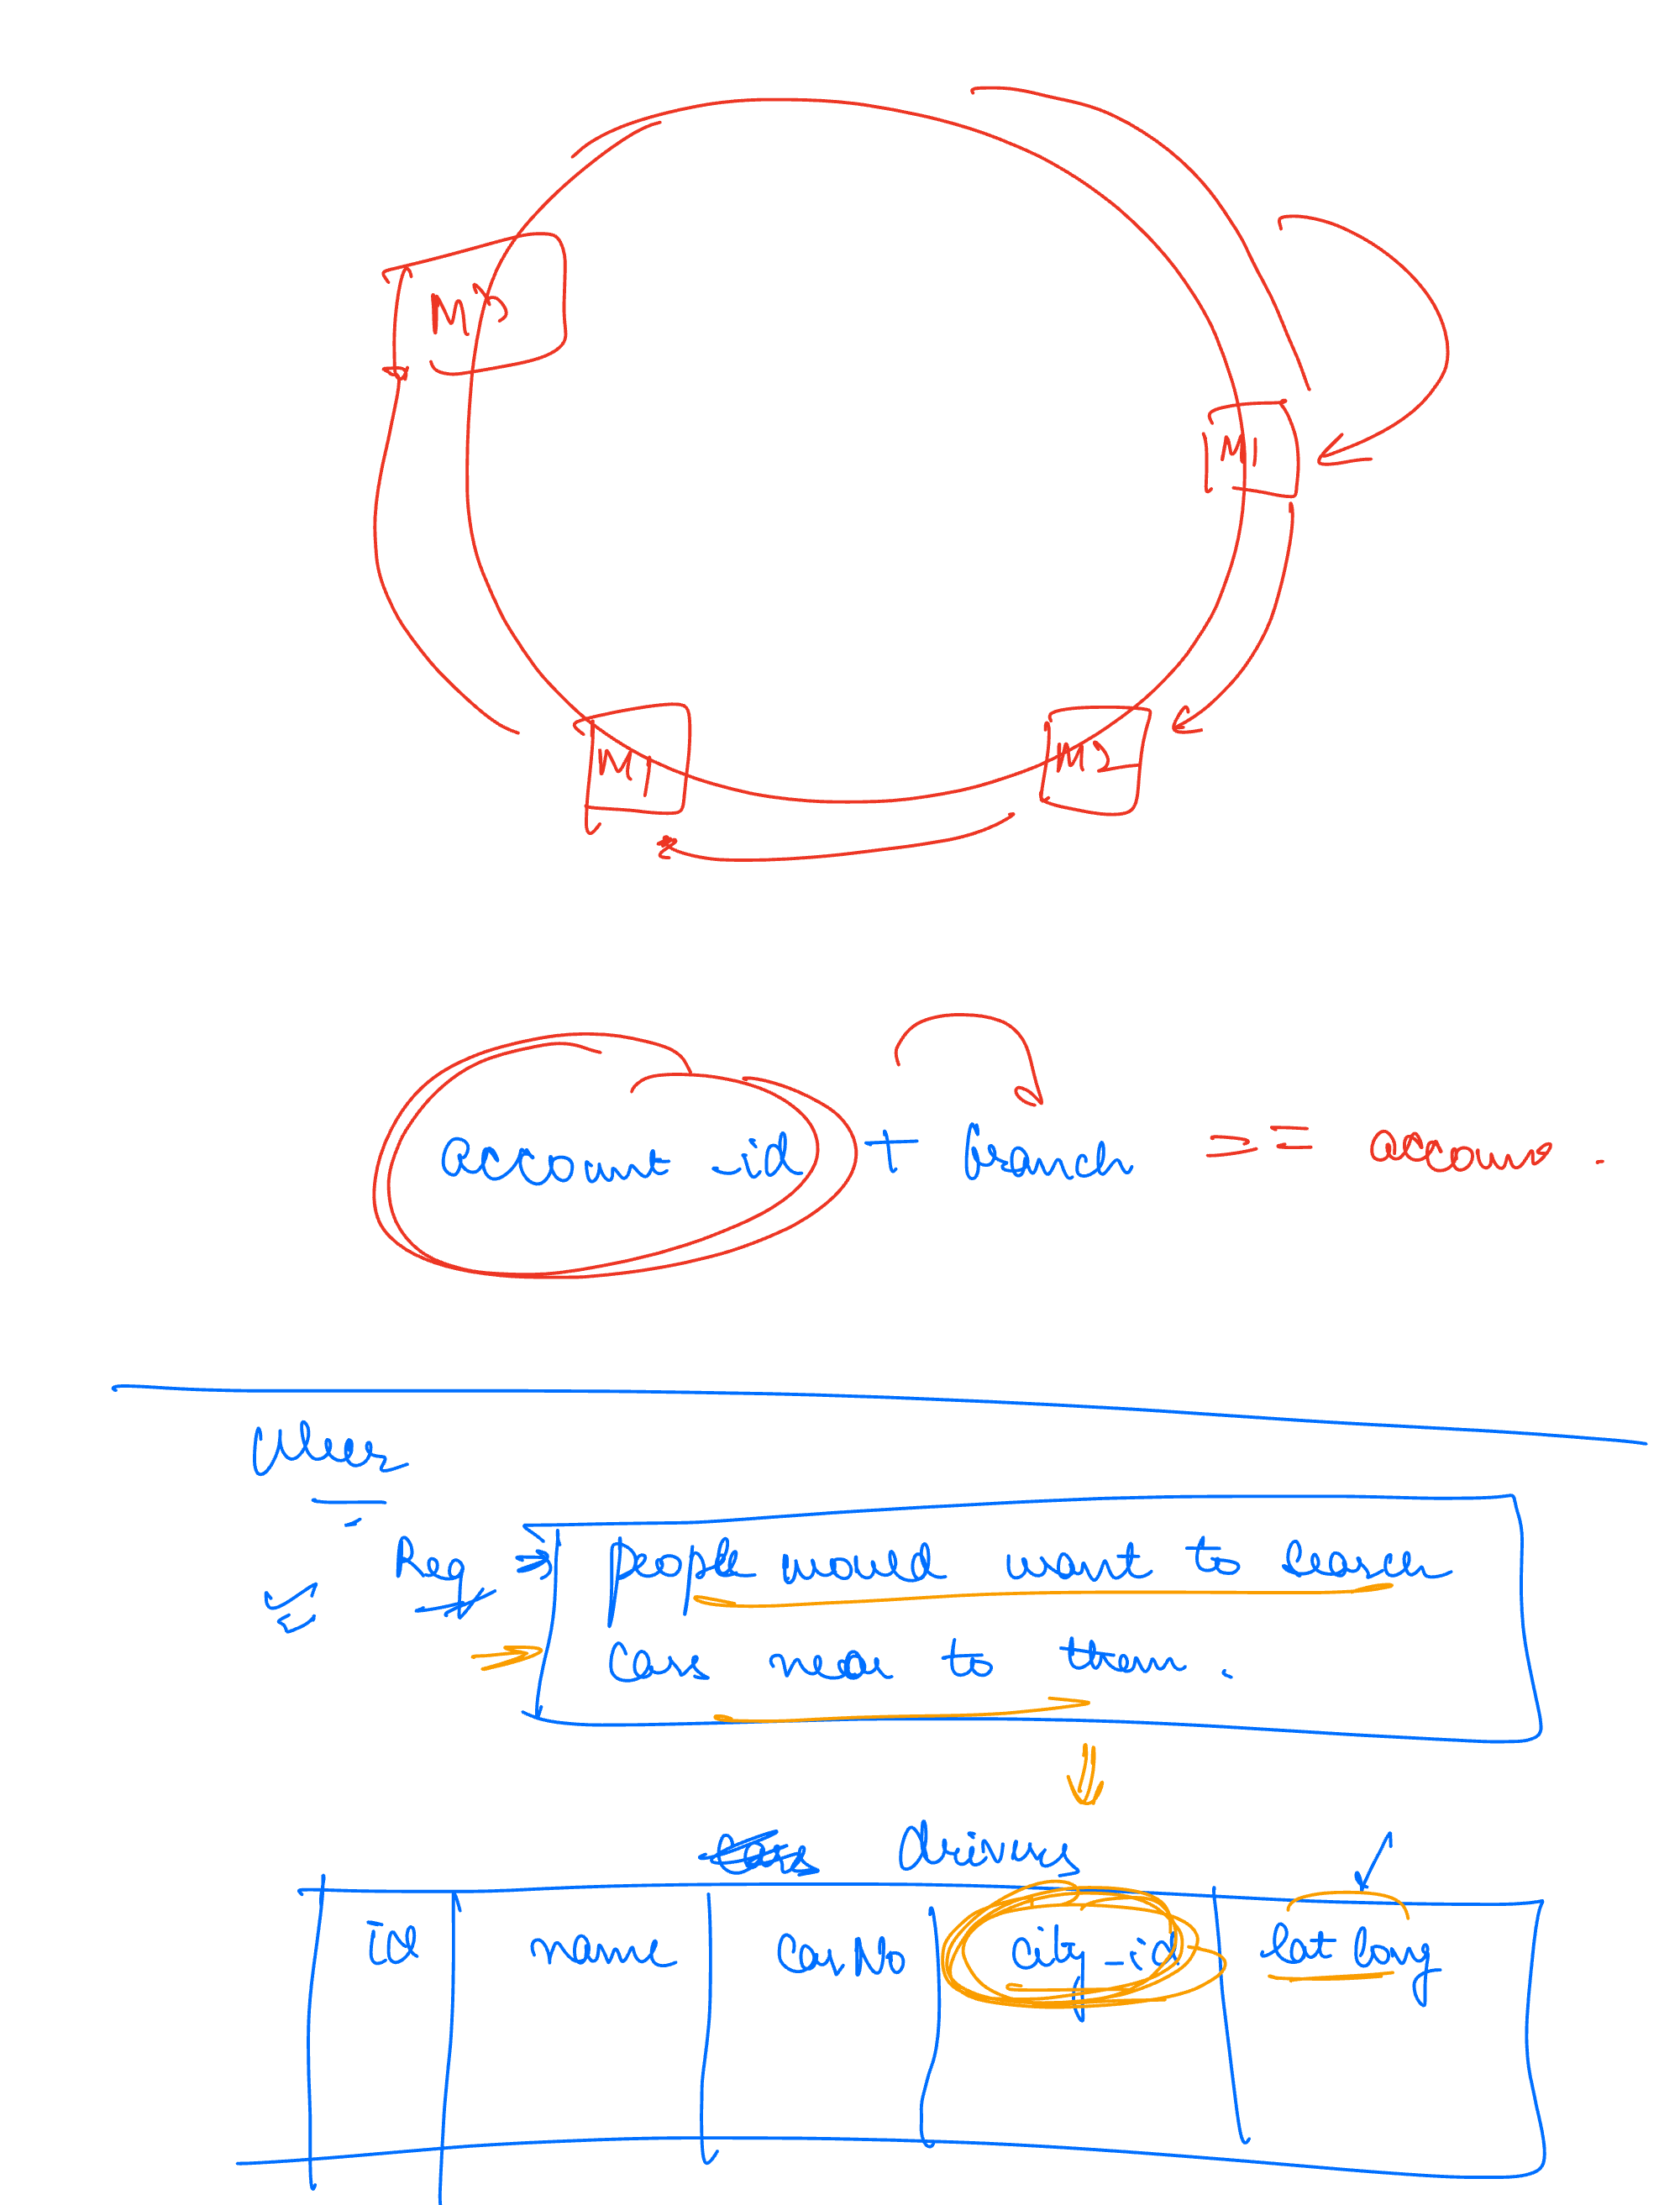 M3
M1
M1
M2
account_id + branch == accounts.
Uber
Req → people would want to search
Cars near to them.
Cars Drivers
id name Car No City_id lat long